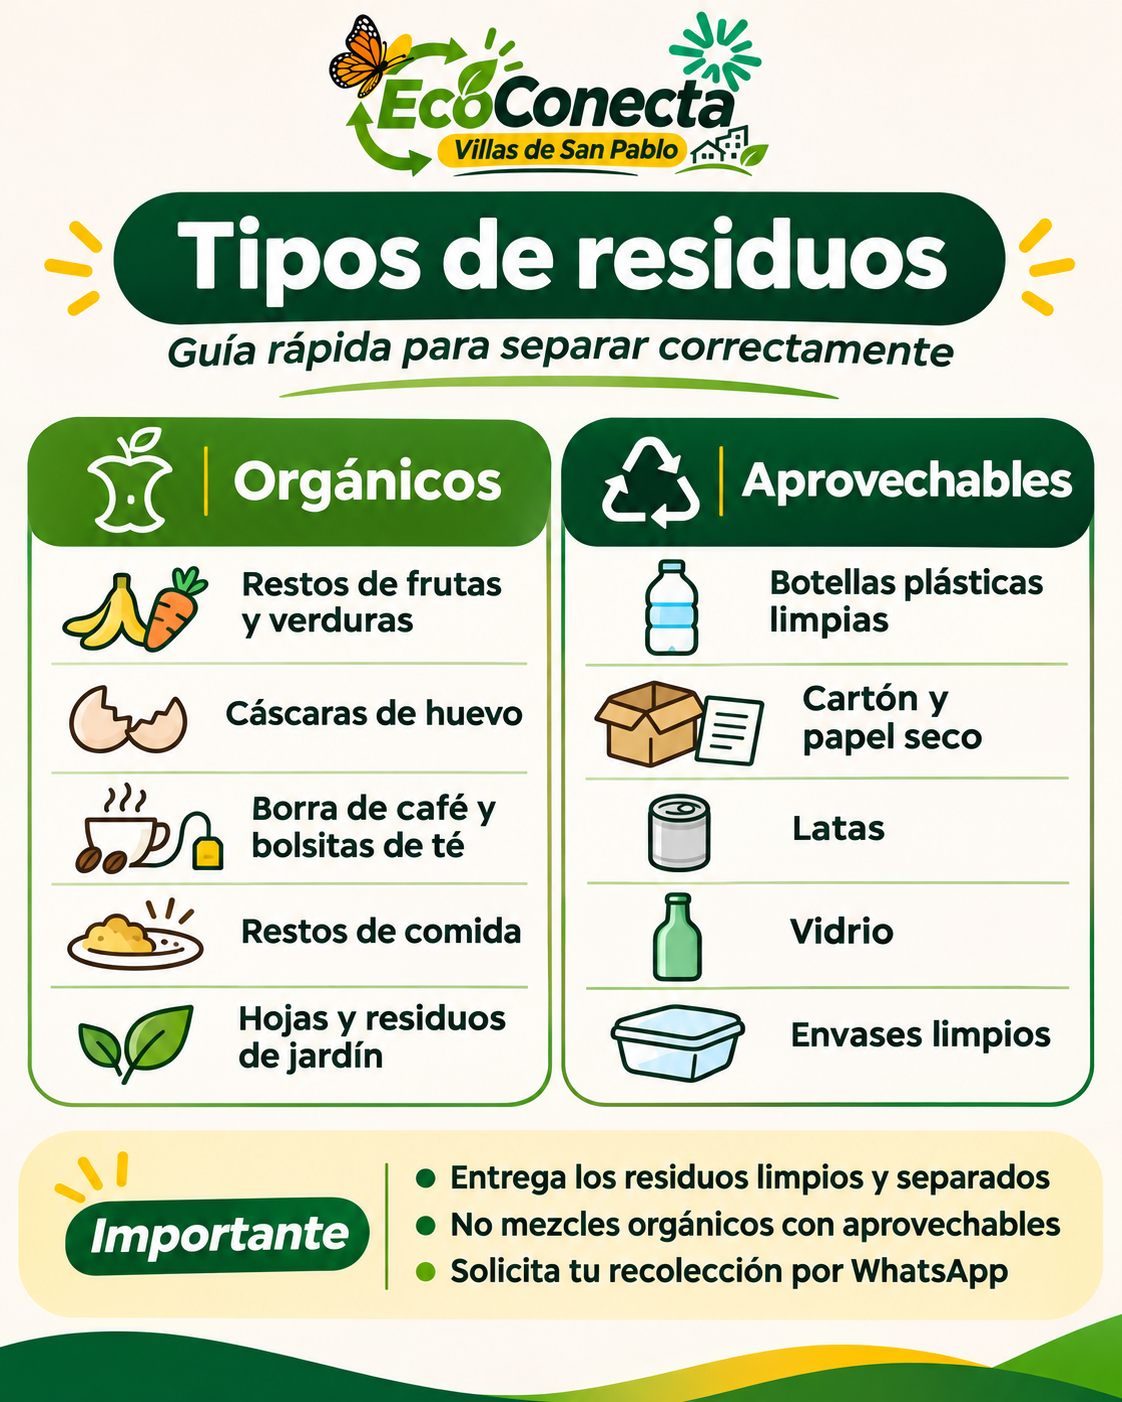 EcoConecta
Villas de San Pablo
Tipos de residuos
Guía rápida para separar correctamente
Orgánicos
Restos de frutas
y verduras
Cáscaras de huevo
Borra de café y
bolsitas de té
Restos de comida
Hojas y residuos
de jardín
Aprovechables
Botellas plásticas
limpias
Cartón y
papel seco
Latas
Vidrio
Envases limpios
Importante
Entrega los residuos limpios y separados
No mezcles orgánicos con aprovechables
Solicita tu recolección por WhatsApp